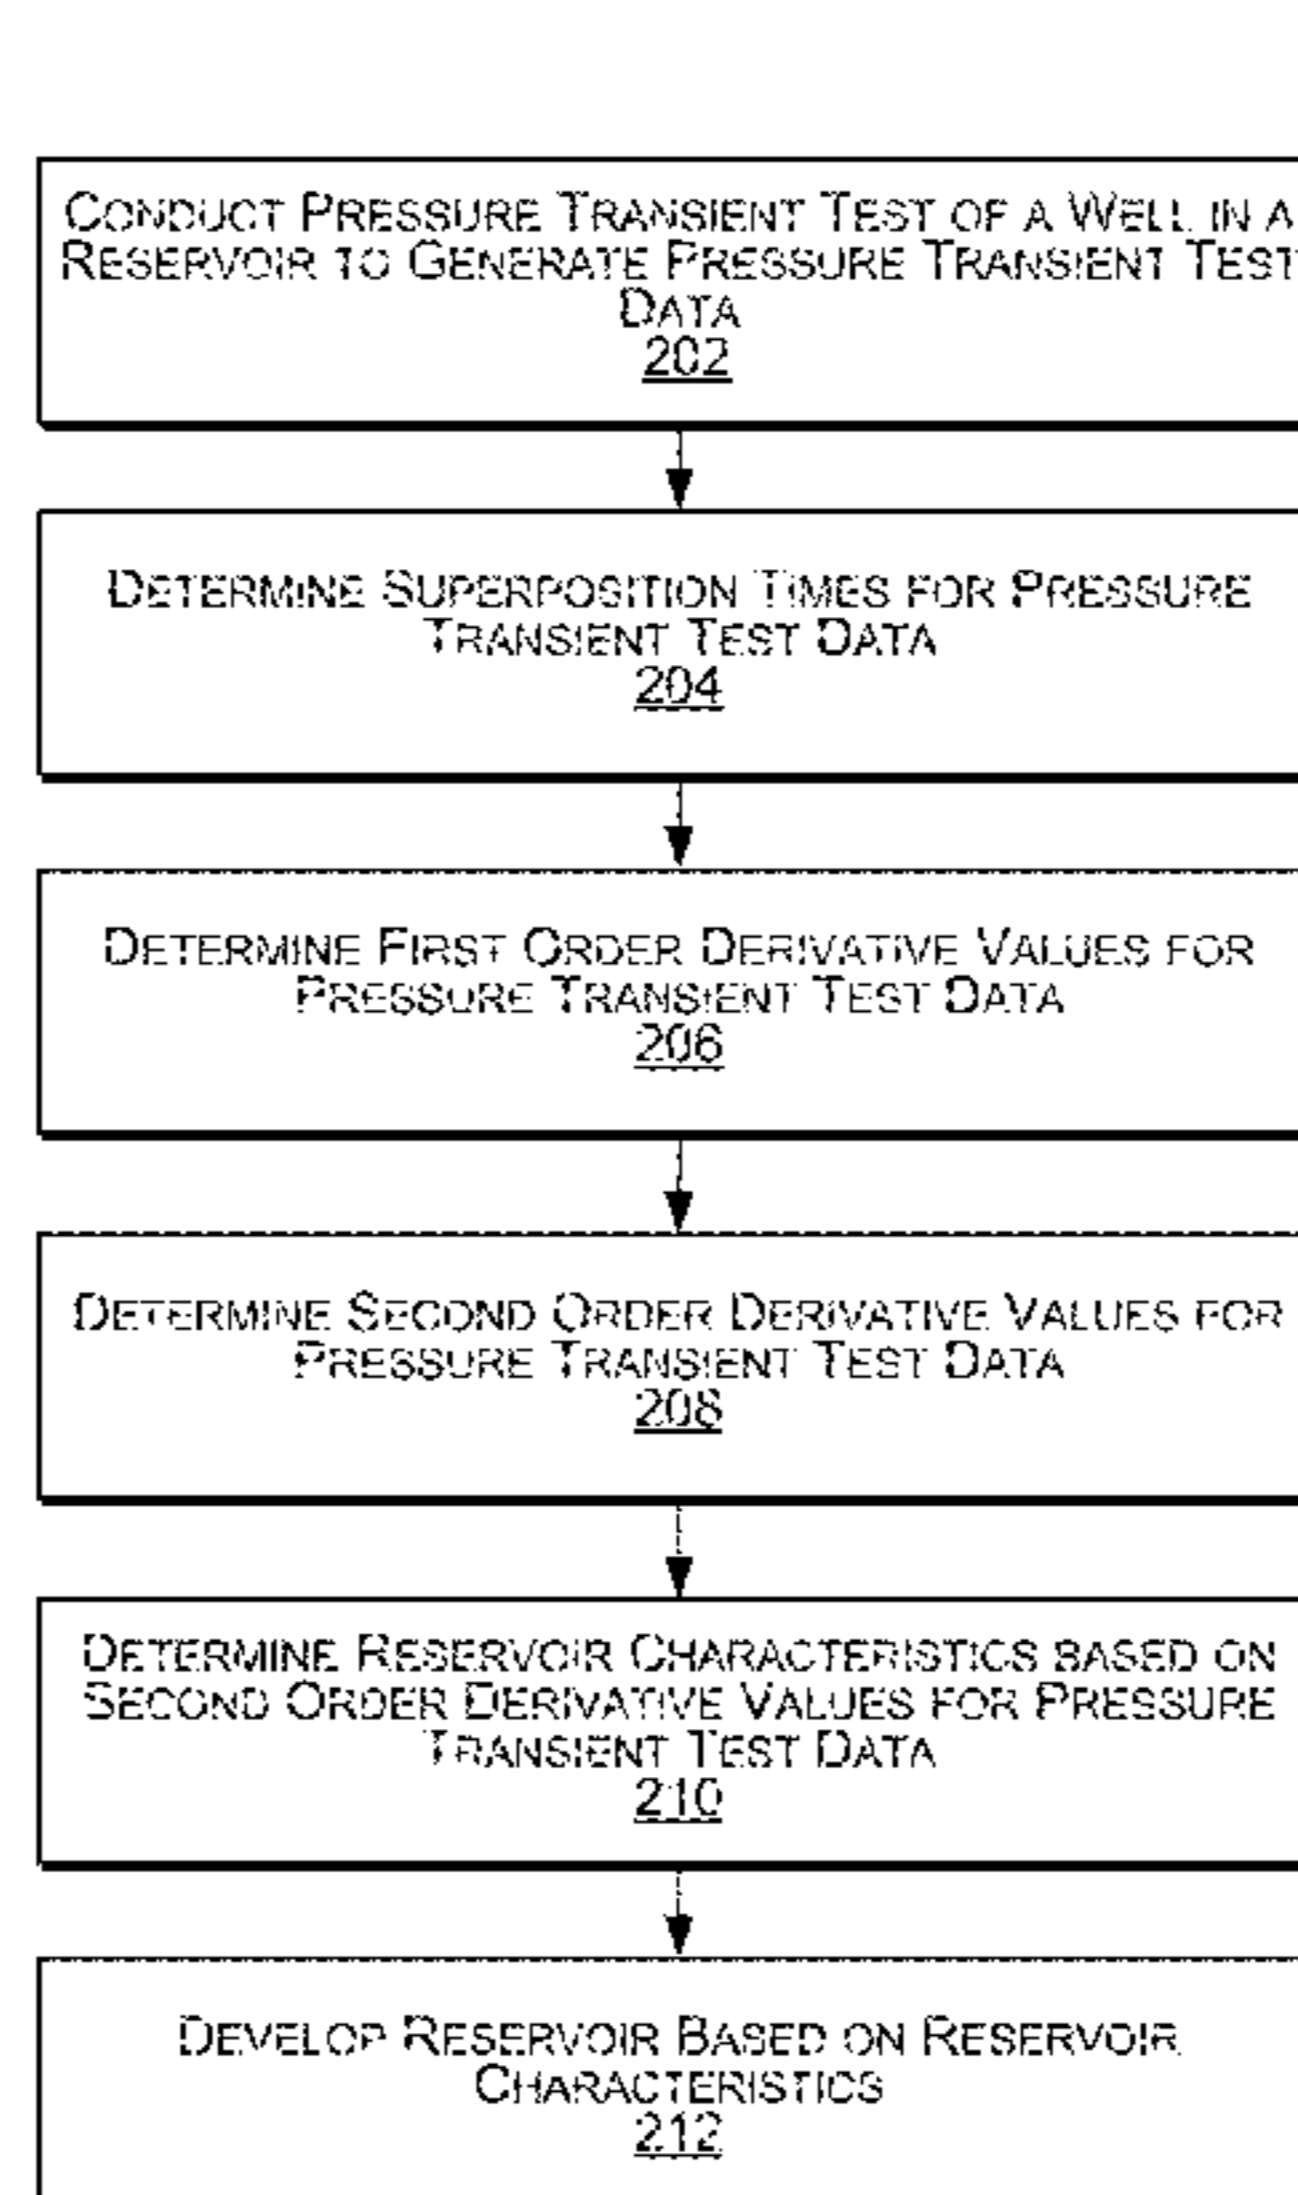 CONDUCT PRESSURE TRANSIENT TEST OF A WELL IN A
RESERVOIR TO GENERATE PRESSURE TRANSIENT TEST
DATA
202
DETERMINE SUPERPOSITION TIMES FOR PRESSURE
TRANSIENT TEST DATA
204
DETERMINE FIRST ORDER DERIVATIVE VALUES FOR
PRESSURE TRANSIENT TEST DATA
206
DETERMINE SECOND ORDER DERIVATIVE VALUES FOR
PRESSURE TRANSIENT TEST DATA
208
DETERMINE RESERVOIR CHARACTERISTICS BASED ON
SECOND ORDER DERIVATIVE VALUES FOR PRESSURE
TRANSIENT TEST DATA
210
DEVELOP RESERVOIR BASED ON RESERVOIR
CHARACTERISTICS
212